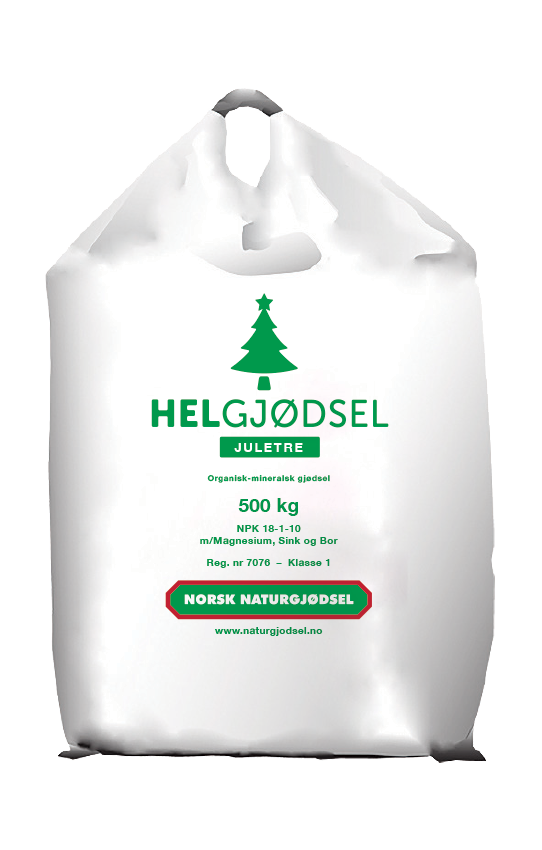 HELGJØDSEL
JULETRE
Organisk-mineralsk gjødsel
500 kg
NPK 18-1-10
m/Magnesium, Sink og Bor
Reg. nr 7076 – Klasse 1
NORSK NATURGJØDSEL
www.naturgjodsel.no